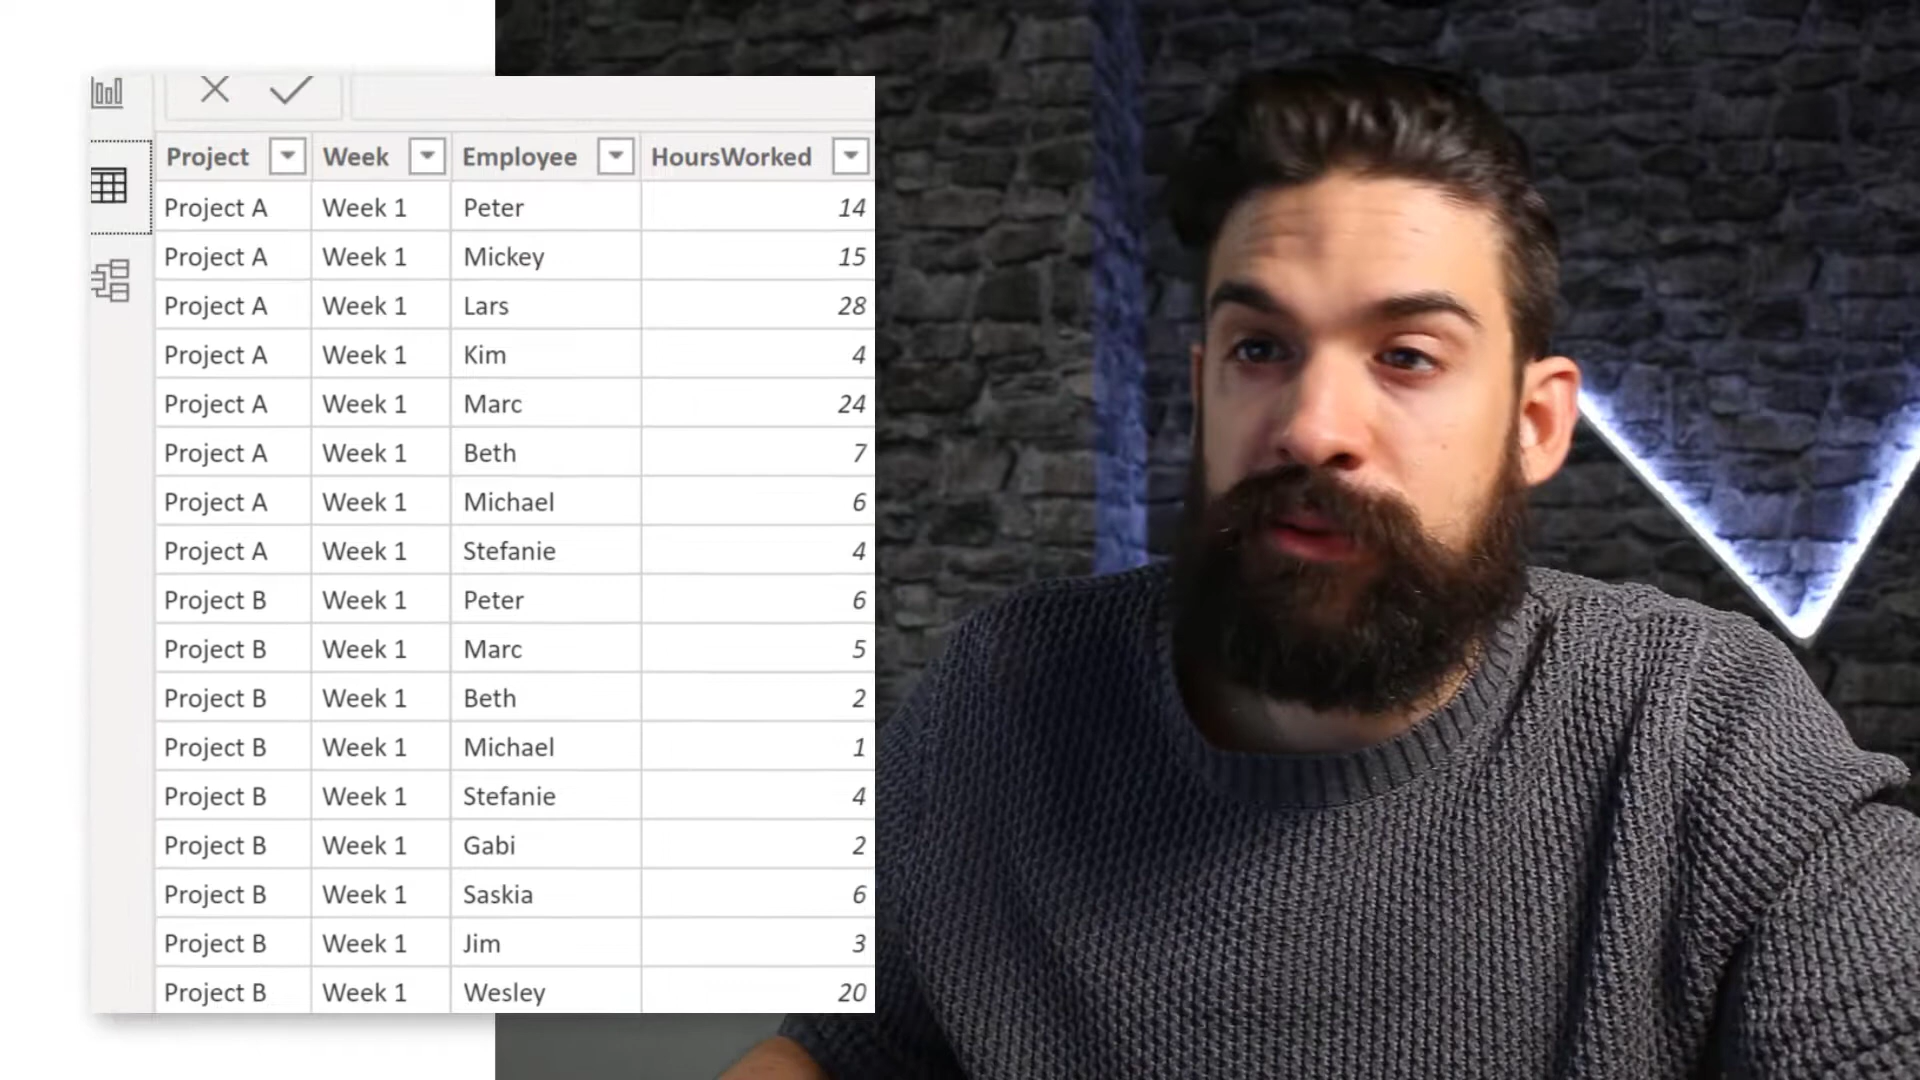 Project Week Employee HoursWorked
Project A Week 1 Peter 14
Project A Week 1 Mickey 15
Project A Week 1 Lars 28
Project A Week 1 Kim 4
Project A Week 1 Marc 24
Project A Week 1 Beth 7
Project A Week 1 Michael 6
Project A Week 1 Stefanie 4
Project B Week 1 Peter 6
Project B Week 1 Marc 5
Project B Week 1 Beth 2
Project B Week 1 Michael 1
Project B Week 1 Stefanie 4
Project B Week 1 Gabi 2
Project B Week 1 Saskia 6
Project B Week 1 Jim 3
Project B Week 1 Wesley 20